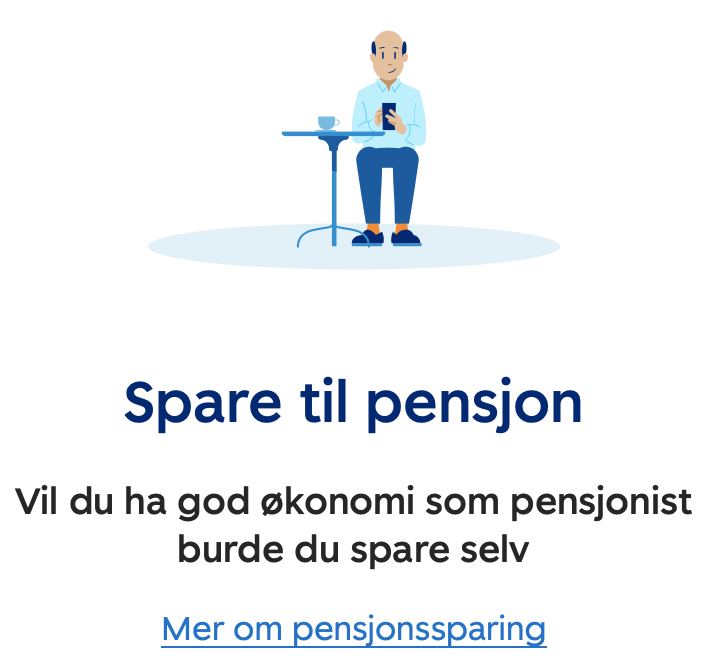 Spare til pensjon
Vil du ha god økonomi som pensjonist
burde du spare selv
Mer om pensjonssparing